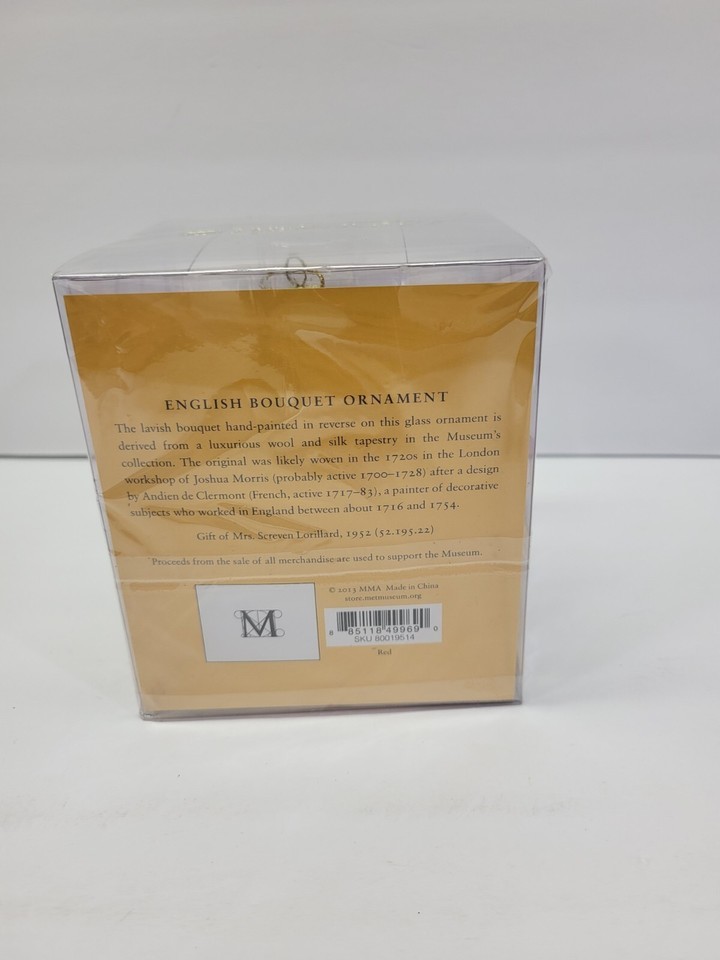 ENGLISH BOUQUET ORNAMENT
The lavish bouquet hand-painted in reverse on this glass ornament is
derived from a luxurious wool and silk tapestry in the Museum's
collection. The original was likely woven in the 1720s in the London
workshop of Joshua Morris (probably active 1700–1728) after a design
by Andien de Clermont (French, active 1717–83), a painter of decorative
subjects who worked in England between about 1716 and 1754.
Gift of Mrs. Screven Lorillard, 1952 (52.195.22)
Proceeds from the sale of all merchandise are used to support the Museum.
© 2013 MMA Made in China
store.metmuseum.org
M
8 85118 49969 0
SKU 80019514
Red